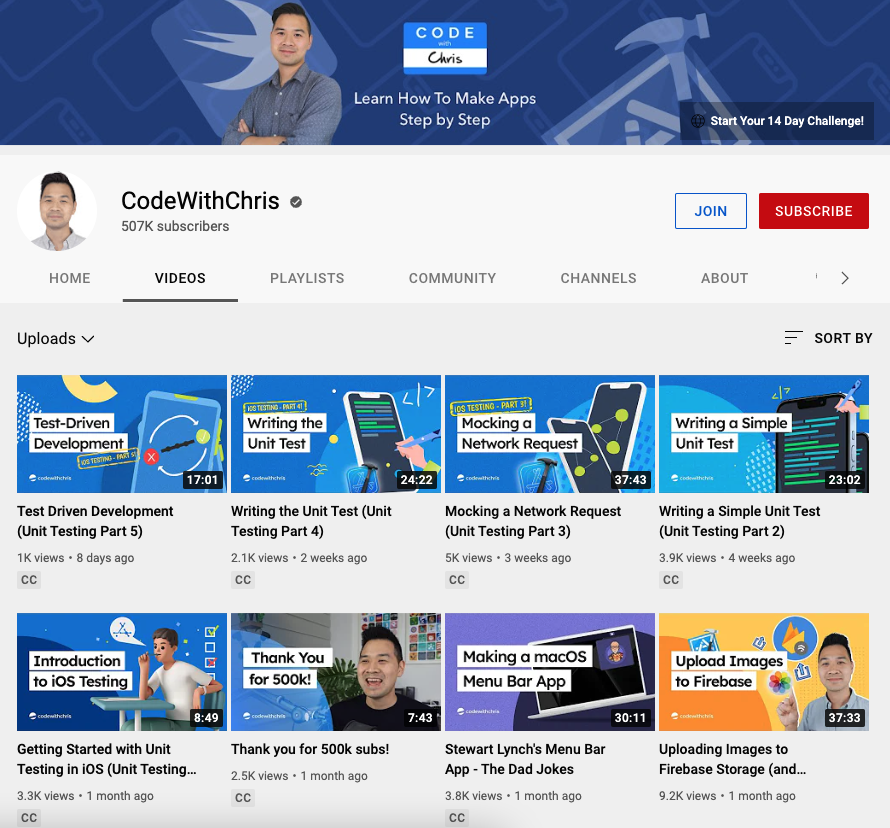 CODE
with
Chris
Learn How To Make Apps
Step by Step
Start Your 14 Day Challenge!
CodeWithChris
507K subscribers
JOIN
SUBSCRIBE
HOME
VIDEOS
PLAYLISTS
COMMUNITY
CHANNELS
ABOUT
Uploads
SORT BY
Test-Driven
Development
iOS TESTING - PART 5!
codewithchris
17:01
iOS TESTING - PART 4!
Writing the
Unit Test
</>
codewithchris
24:22
iOS TESTING - PART 3!
Mocking a
Network Request
codewithchris
37:43
Writing a Simple
Unit Test
</>
codewithchris
23:02
Test Driven Development
(Unit Testing Part 5)
1K views • 8 days ago
CC
Writing the Unit Test (Unit
Testing Part 4)
2.1K views • 2 weeks ago
CC
Mocking a Network Request
(Unit Testing Part 3)
5K views • 3 weeks ago
CC
Writing a Simple Unit Test
(Unit Testing Part 2)
3.9K views • 4 weeks ago
CC
Introduction
to iOS Testing
codewithchris
8:49
Thank You
for 500k!
codewithchris
7:43
Making a macOS
Menu Bar App
codewithchris
30:11
Upload Images
to Firebase
codewithchris
37:33
Getting Started with Unit
Testing in iOS (Unit Testing...
3.3K views • 1 month ago
CC
Thank you for 500k subs!
2.5K views • 1 month ago
CC
Stewart Lynch's Menu Bar
App - The Dad Jokes
3.8K views • 1 month ago
CC
Uploading Images to
Firebase Storage (and...
9.2K views • 1 month ago